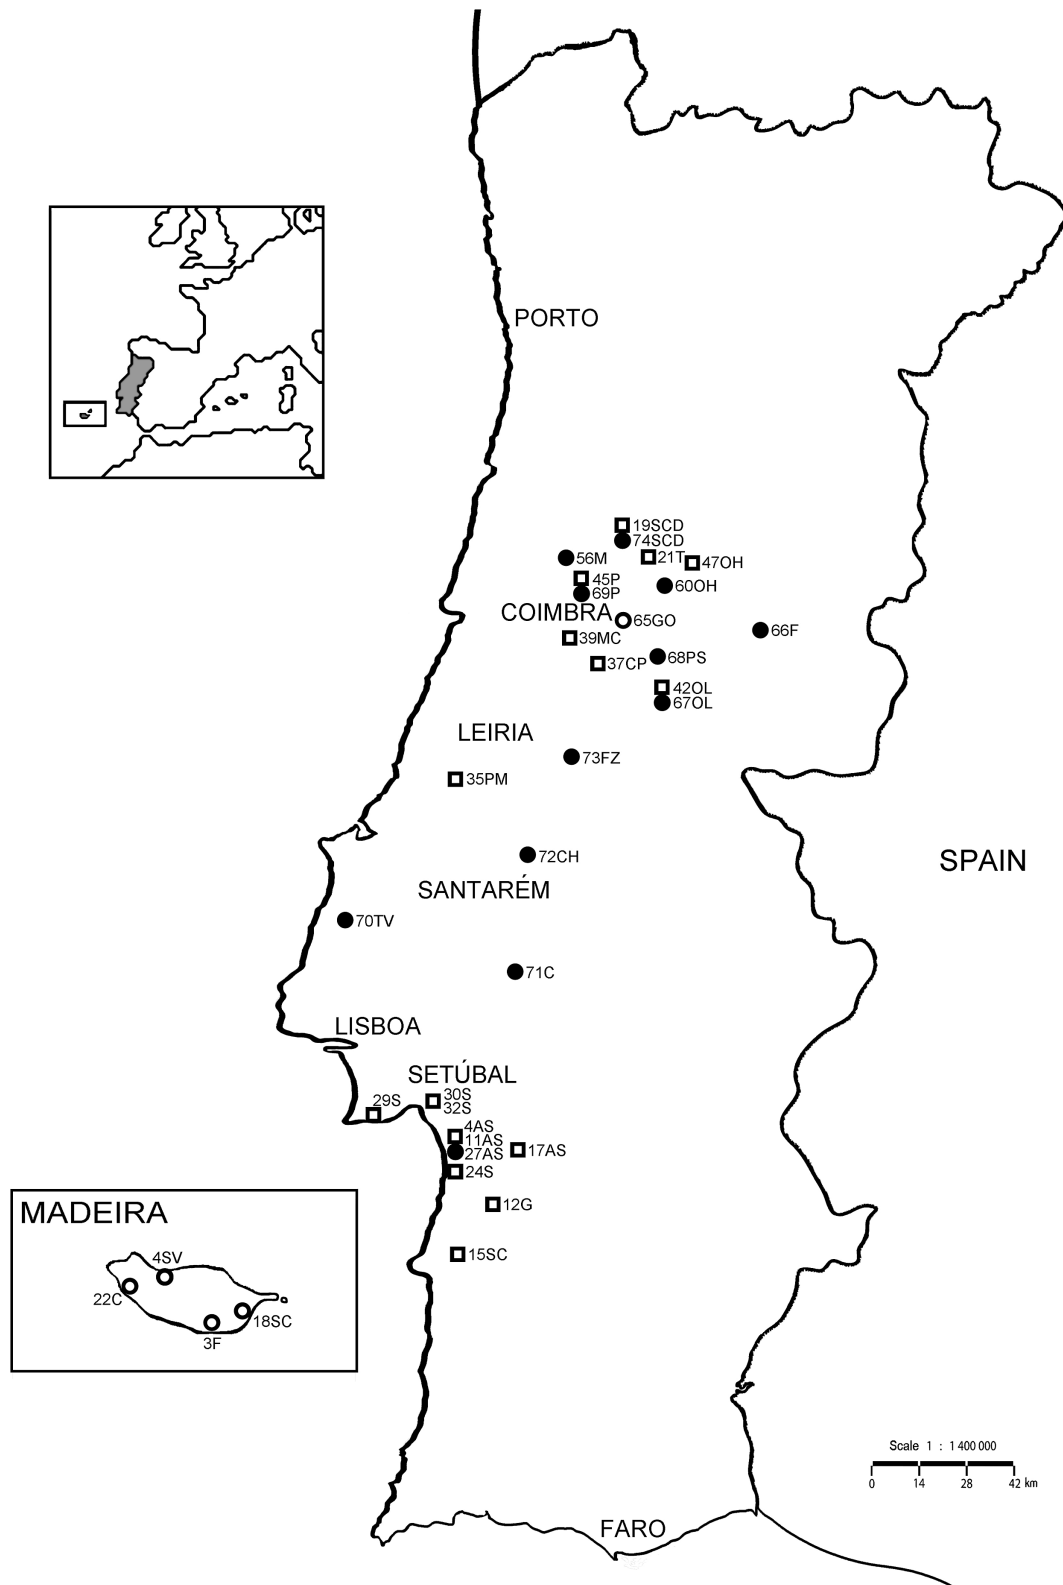 PORTO
19SCD
74SCD
56M
21T
47OH
45P
60OH
69P
COIMBRA
65GO
66F
39MC
37CP
68PS
42OL
67OL
LEIRIA
73FZ
35PM
72CH
SPAIN
SANTARÉM
70TV
71C
LISBOA
SETÚBAL
29S
30S
32S
4AS
11AS
27AS
17AS
24S
12G
15SC
MADEIRA
4SV
22C
18SC
3F
Scale 1 : 1 400 000
0 14 28 42 km
FARO